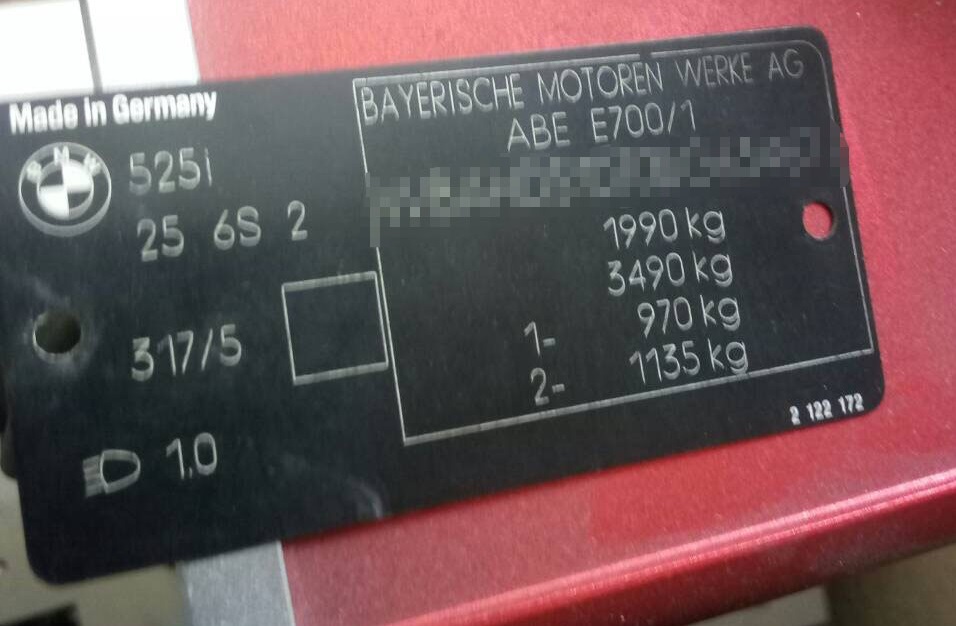 Made in Germany
BMW
525i
25 6S 2
317/5
1.0
BAYERISCHE MOTOREN WERKE AG
ABE E700/1
1990 kg
3490 kg
1- 970 kg
2- 1135 kg
2 122 172